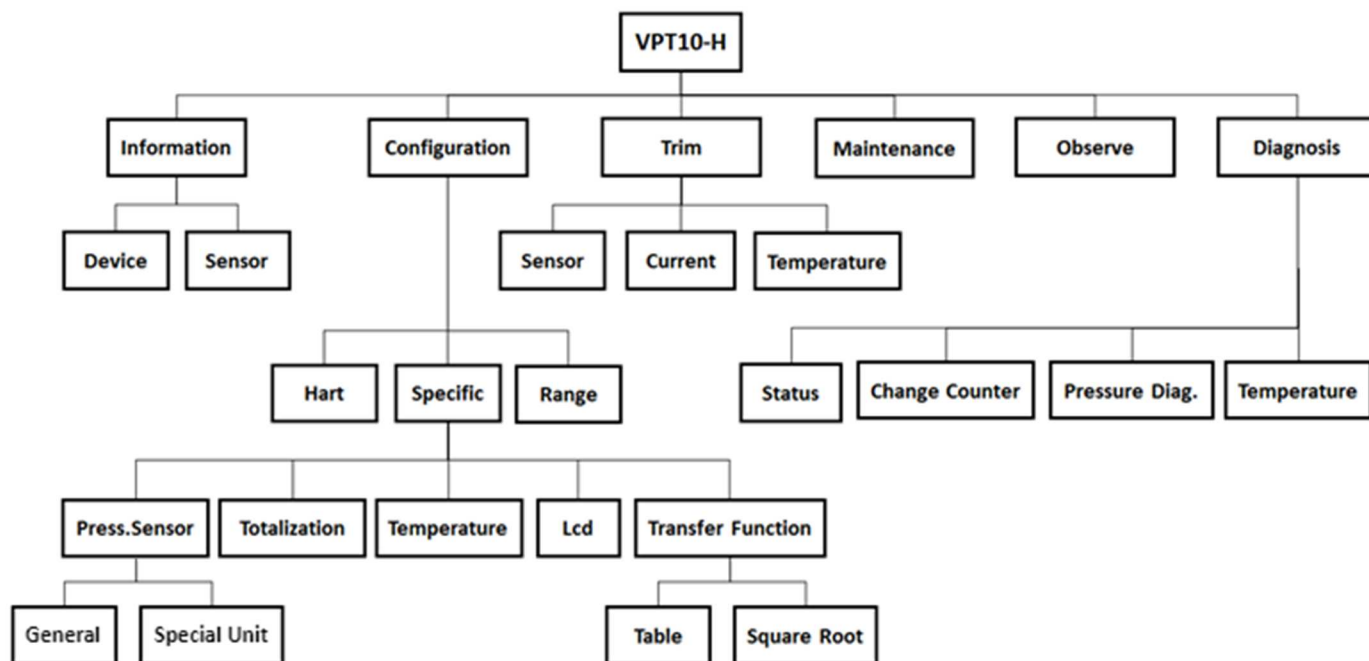 VPT10-H
Information
Configuration
Trim
Maintenance
Observe
Diagnosis
Device
Sensor
Sensor
Current
Temperature
Hart
Specific
Range
Status
Change Counter
Pressure Diag.
Temperature
Press.Sensor
Totalization
Temperature
Lcd
Transfer Function
General
Special Unit
Table
Square Root